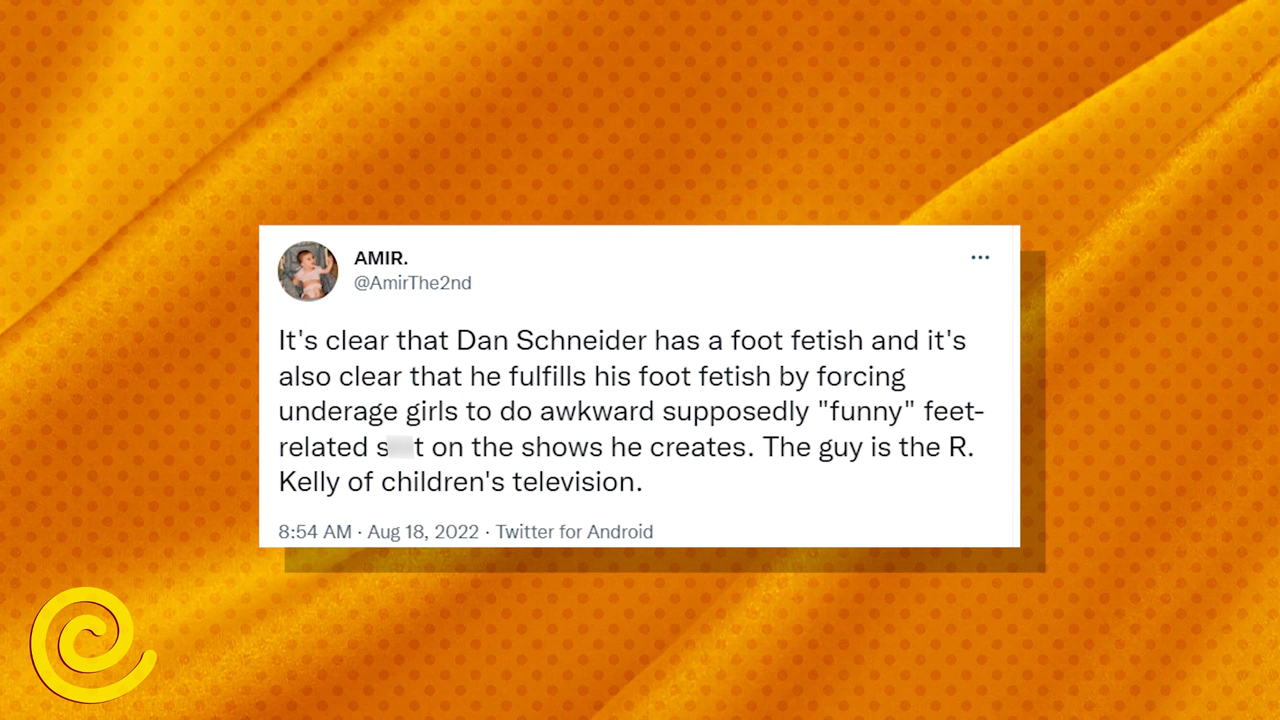 AMIR.
@AmirThe2nd
It's clear that Dan Schneider has a foot fetish and it's
also clear that he fulfills his foot fetish by forcing
underage girls to do awkward supposedly "funny" feet-
related s t on the shows he creates. The guy is the R.
Kelly of children's television.
8:54 AM · Aug 18, 2022 · Twitter for Android